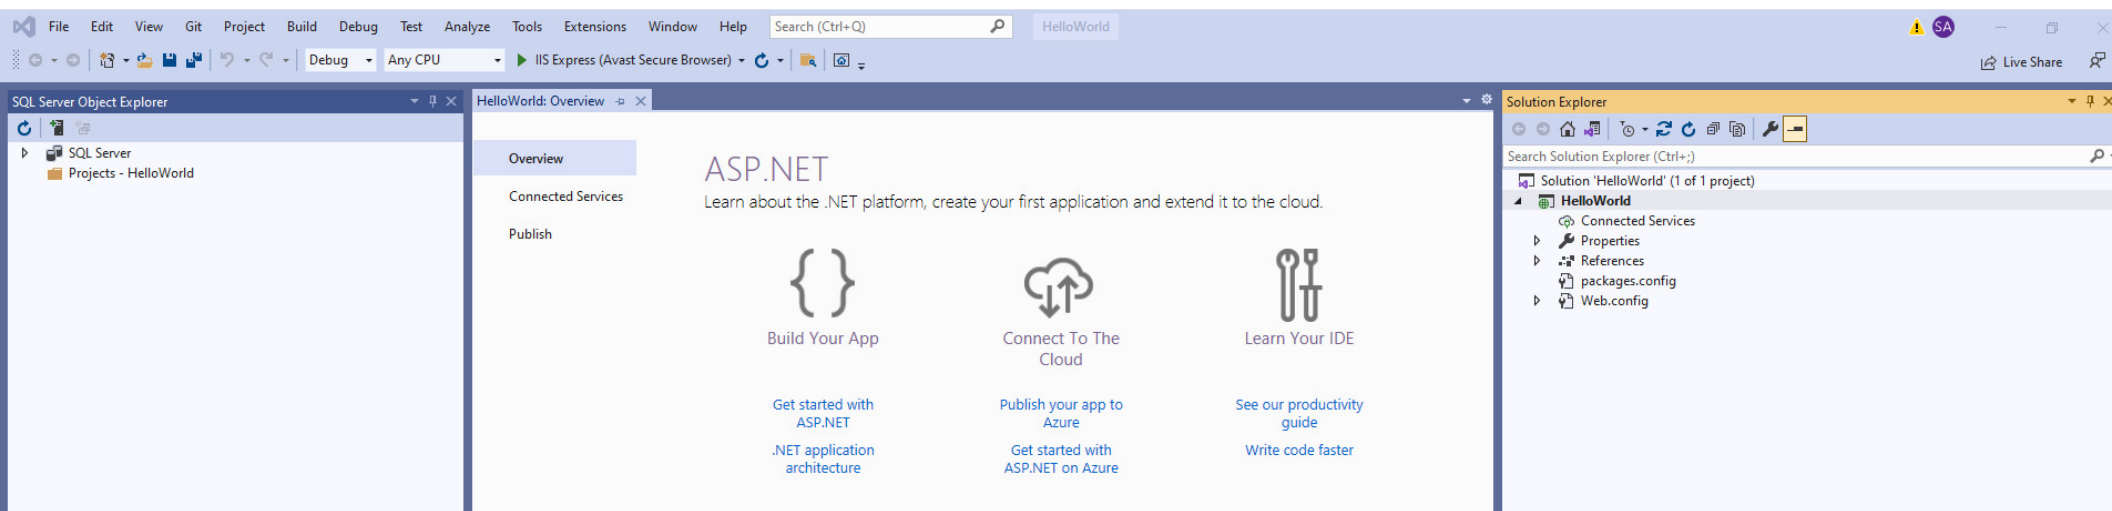 File Edit View Git Project Build Debug Test Analyze Tools Extensions Window Help Search (Ctrl+Q) HelloWorld SA
Debug Any CPU IIS Express (Avast Secure Browser) Live Share
SQL Server Object Explorer
SQL Server
Projects - HelloWorld
HelloWorld: Overview
Overview
Connected Services
Publish
ASP.NET
Learn about the .NET platform, create your first application and extend it to the cloud.
Build Your App
Get started with
ASP.NET
.NET application
architecture
Connect To The
Cloud
Publish your app to
Azure
Get started with
ASP.NET on Azure
Learn Your IDE
See our productivity
guide
Write code faster
Solution Explorer
Search Solution Explorer (Ctrl+;)
Solution 'HelloWorld' (1 of 1 project)
HelloWorld
Connected Services
Properties
References
packages.config
Web.config